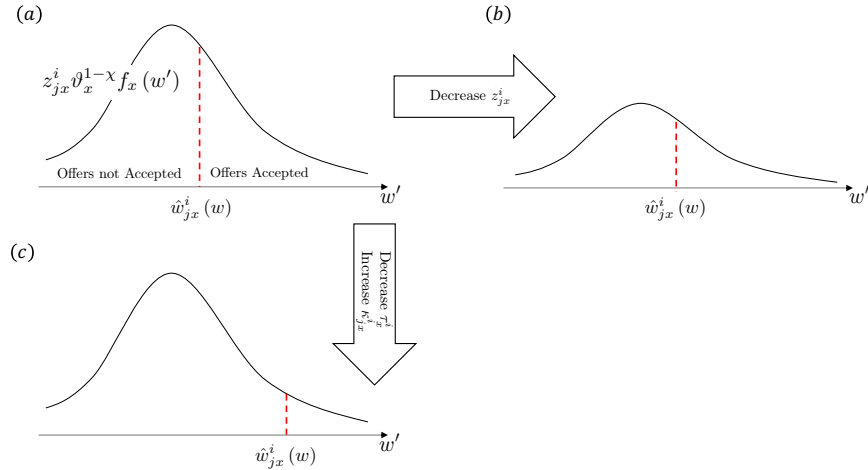 (a)
z^i_{jx} ϑ^{1−χ}_x f_x (w′)
Offers not Accepted
Offers Accepted
w′
ŵ^i_{jx} (w)
Decrease z^i_{jx}
(b)
w′
ŵ^i_{jx} (w)
Decrease τ^i_x
Increase κ^i_{jx}
(c)
w′
ŵ^i_{jx} (w)